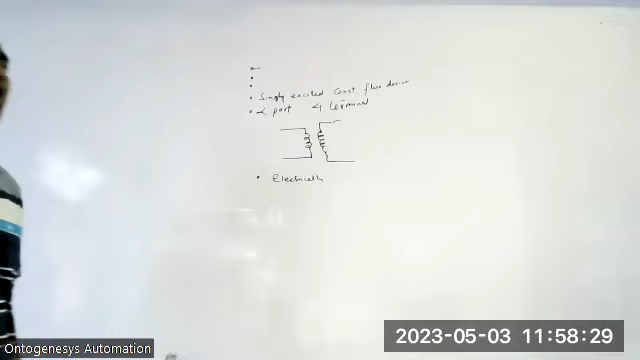 • Singly excited const flux device
• 2 port 4 terminal
• Electrically
Ontogenesys Automation
2023-05-03 11:58:29